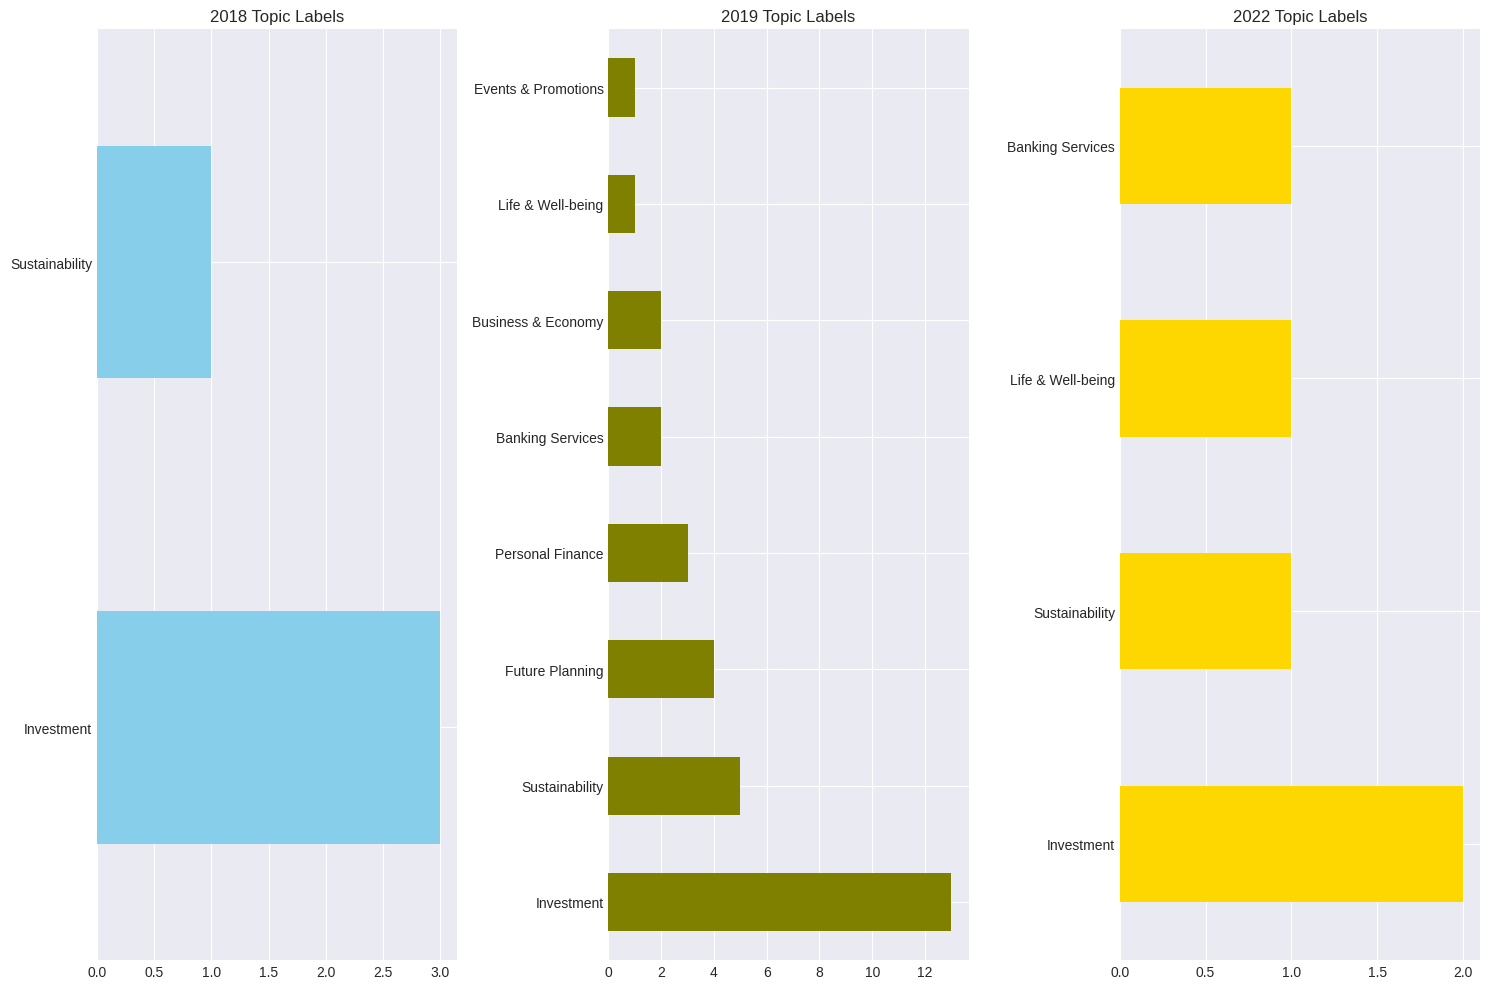 2018 Topic Labels
Sustainability
Investment
0.0 0.5 1.0 1.5 2.0 2.5 3.0
2019 Topic Labels
Events & Promotions
Life & Well-being
Business & Economy
Banking Services
Personal Finance
Future Planning
Sustainability
Investment
0 2 4 6 8 10 12
2022 Topic Labels
Banking Services
Life & Well-being
Sustainability
Investment
0.0 0.5 1.0 1.5 2.0